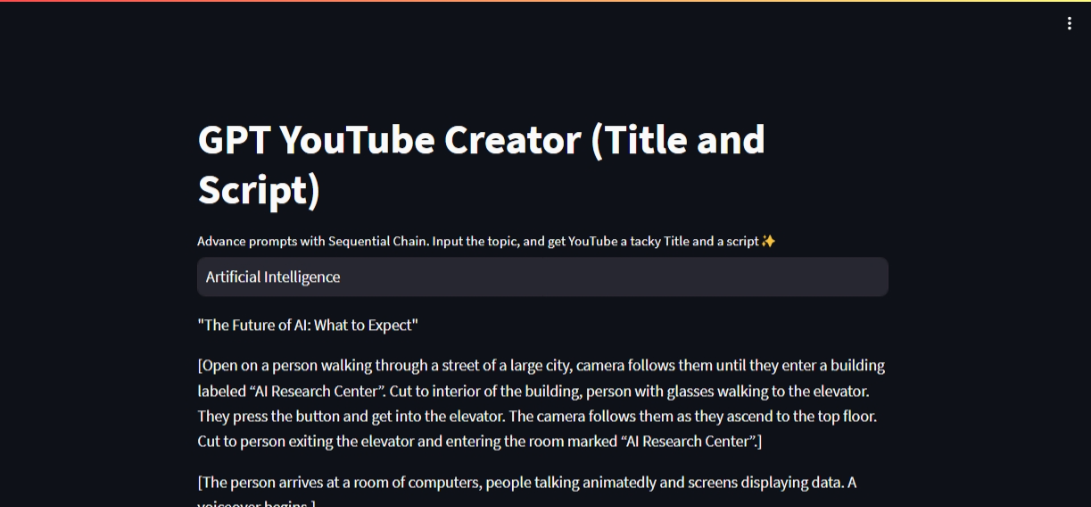 GPT YouTube Creator (Title and
Script)
Advance prompts with Sequential Chain. Input the topic, and get YouTube a tacky Title and a script ✨
Artificial Intelligence
"The Future of AI: What to Expect"
[Open on a person walking through a street of a large city, camera follows them until they enter a building
labeled “AI Research Center”. Cut to interior of the building, person with glasses walking to the elevator.
They press the button and get into the elevator. The camera follows them as they ascend to the top floor.
Cut to person exiting the elevator and entering the room marked “AI Research Center”.]
[The person arrives at a room of computers, people talking animatedly and screens displaying data. A
voiceover begins.]